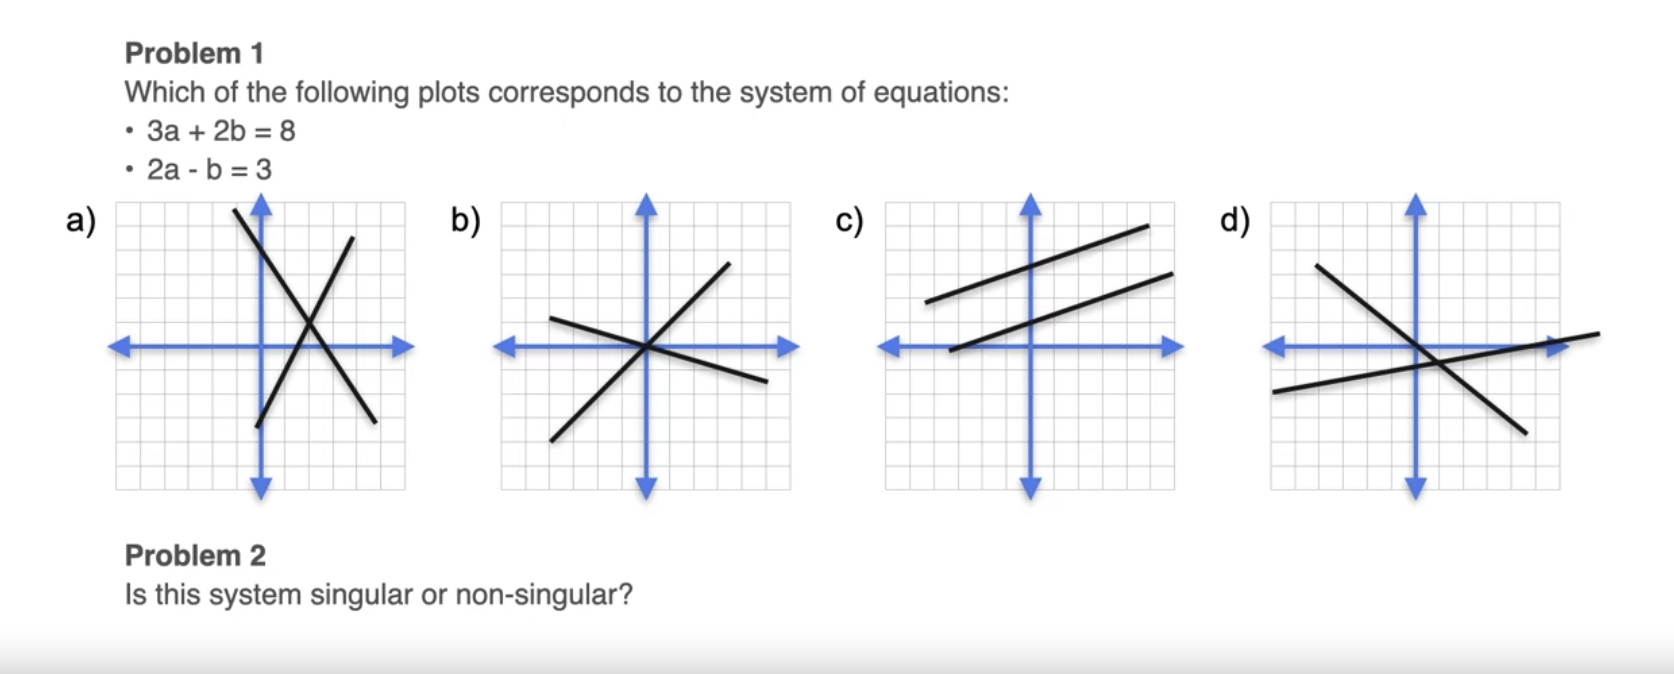 Problem 1
Which of the following plots corresponds to the system of equations:
• 3a + 2b = 8
• 2a - b = 3
a) b) c) d)
Problem 2
Is this system singular or non-singular?